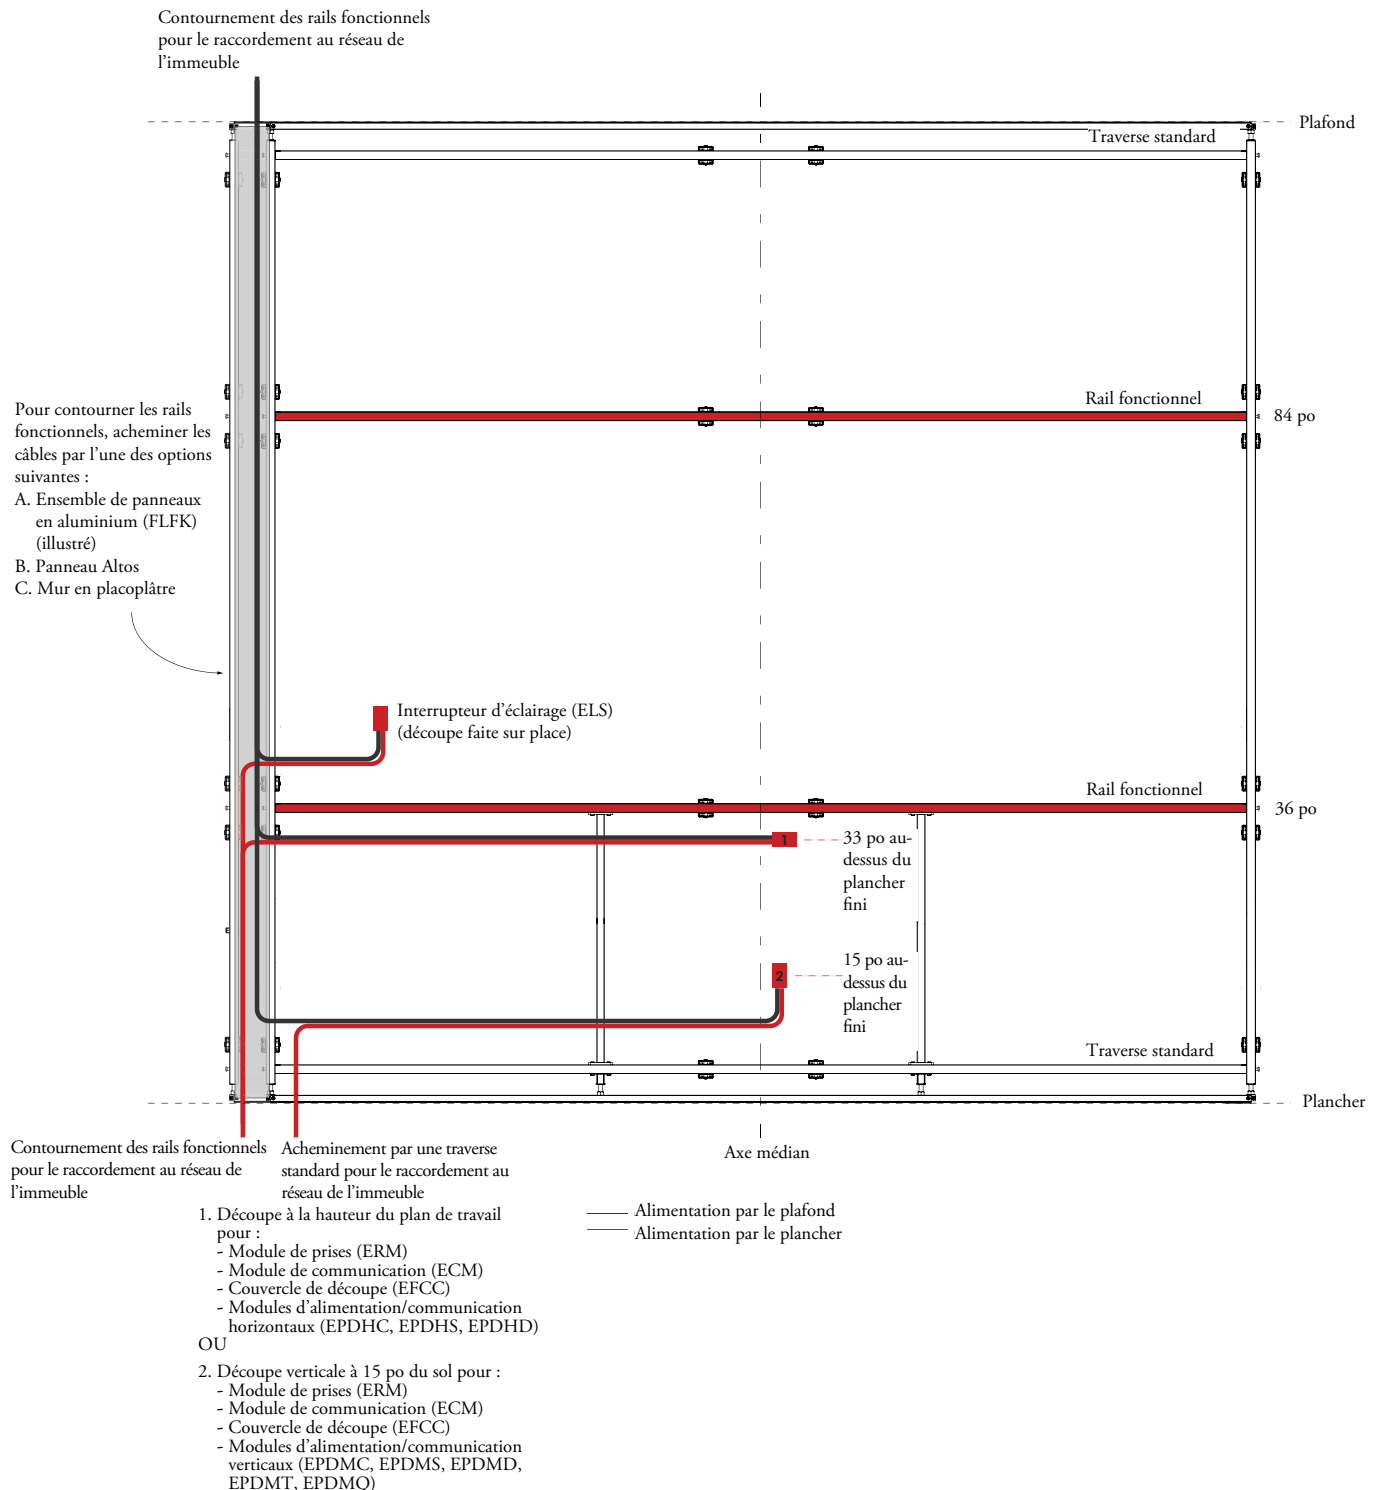 Contournement des rails fonctionnels
pour le raccordement au réseau de
l’immeuble
Plafond
Traverse standard
Rail fonctionnel
84 po
Pour contourner les rails
fonctionnels, acheminer les
câbles par l’une des options
suivantes :
A. Ensemble de panneaux
en aluminium (FLFK)
(illustré)
B. Panneau Altos
C. Mur en placoplâtre
Interrupteur d’éclairage (ELS)
(découpe faite sur place)
Rail fonctionnel
36 po
1
33 po au-
dessus du
plancher
fini
2
15 po au-
dessus du
plancher
fini
Traverse standard
Plancher
Contournement des rails fonctionnels
pour le raccordement au réseau de
l’immeuble
Acheminement par une traverse
standard pour le raccordement au
réseau de l’immeuble
Axe médian
1. Découpe à la hauteur du plan de travail
pour :
- Module de prises (ERM)
- Module de communication (ECM)
- Couvercle de découpe (EFCC)
- Modules d’alimentation/communication
horizontaux (EPDHC, EPDHS, EPDHD)
OU
2. Découpe verticale à 15 po du sol pour :
- Module de prises (ERM)
- Module de communication (ECM)
- Couvercle de découpe (EFCC)
- Modules d’alimentation/communication
verticaux (EPDMC, EPDMS, EPDMD,
EPDMT, EPDMQ)
Alimentation par le plafond
Alimentation par le plancher